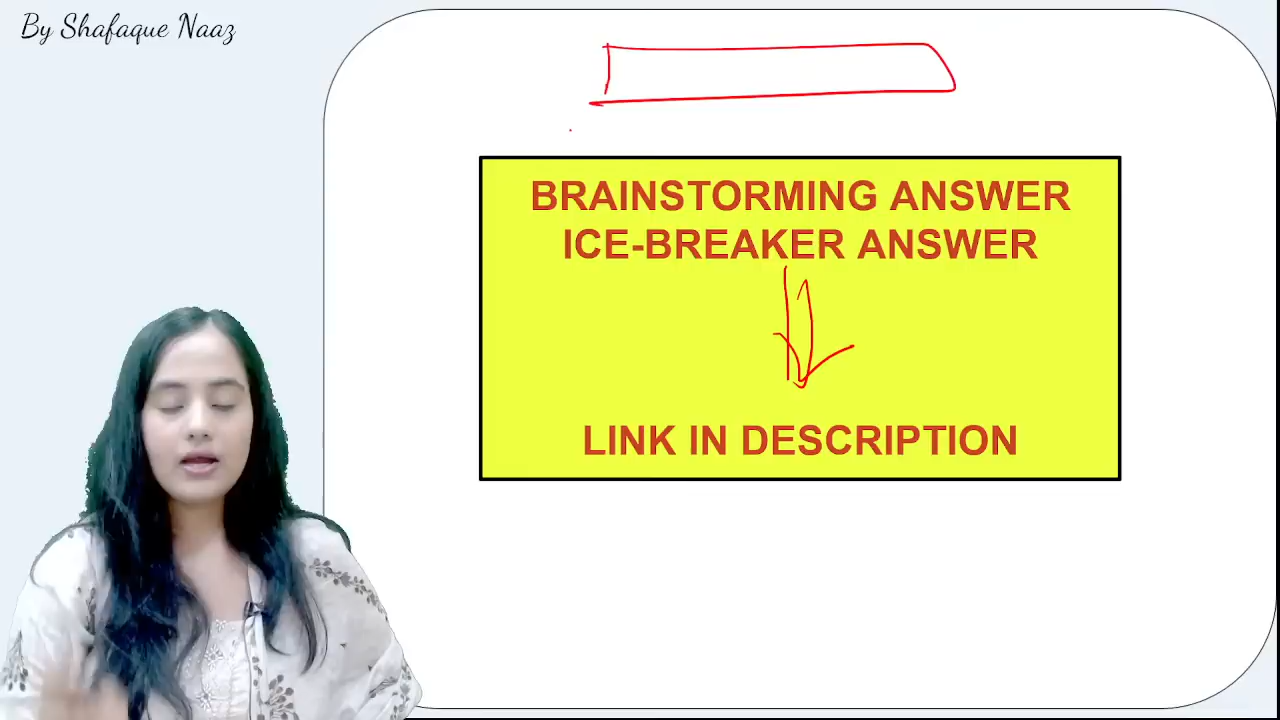 By Shafaque Naaz
BRAINSTORMING ANSWER
ICE-BREAKER ANSWER
LINK IN DESCRIPTION